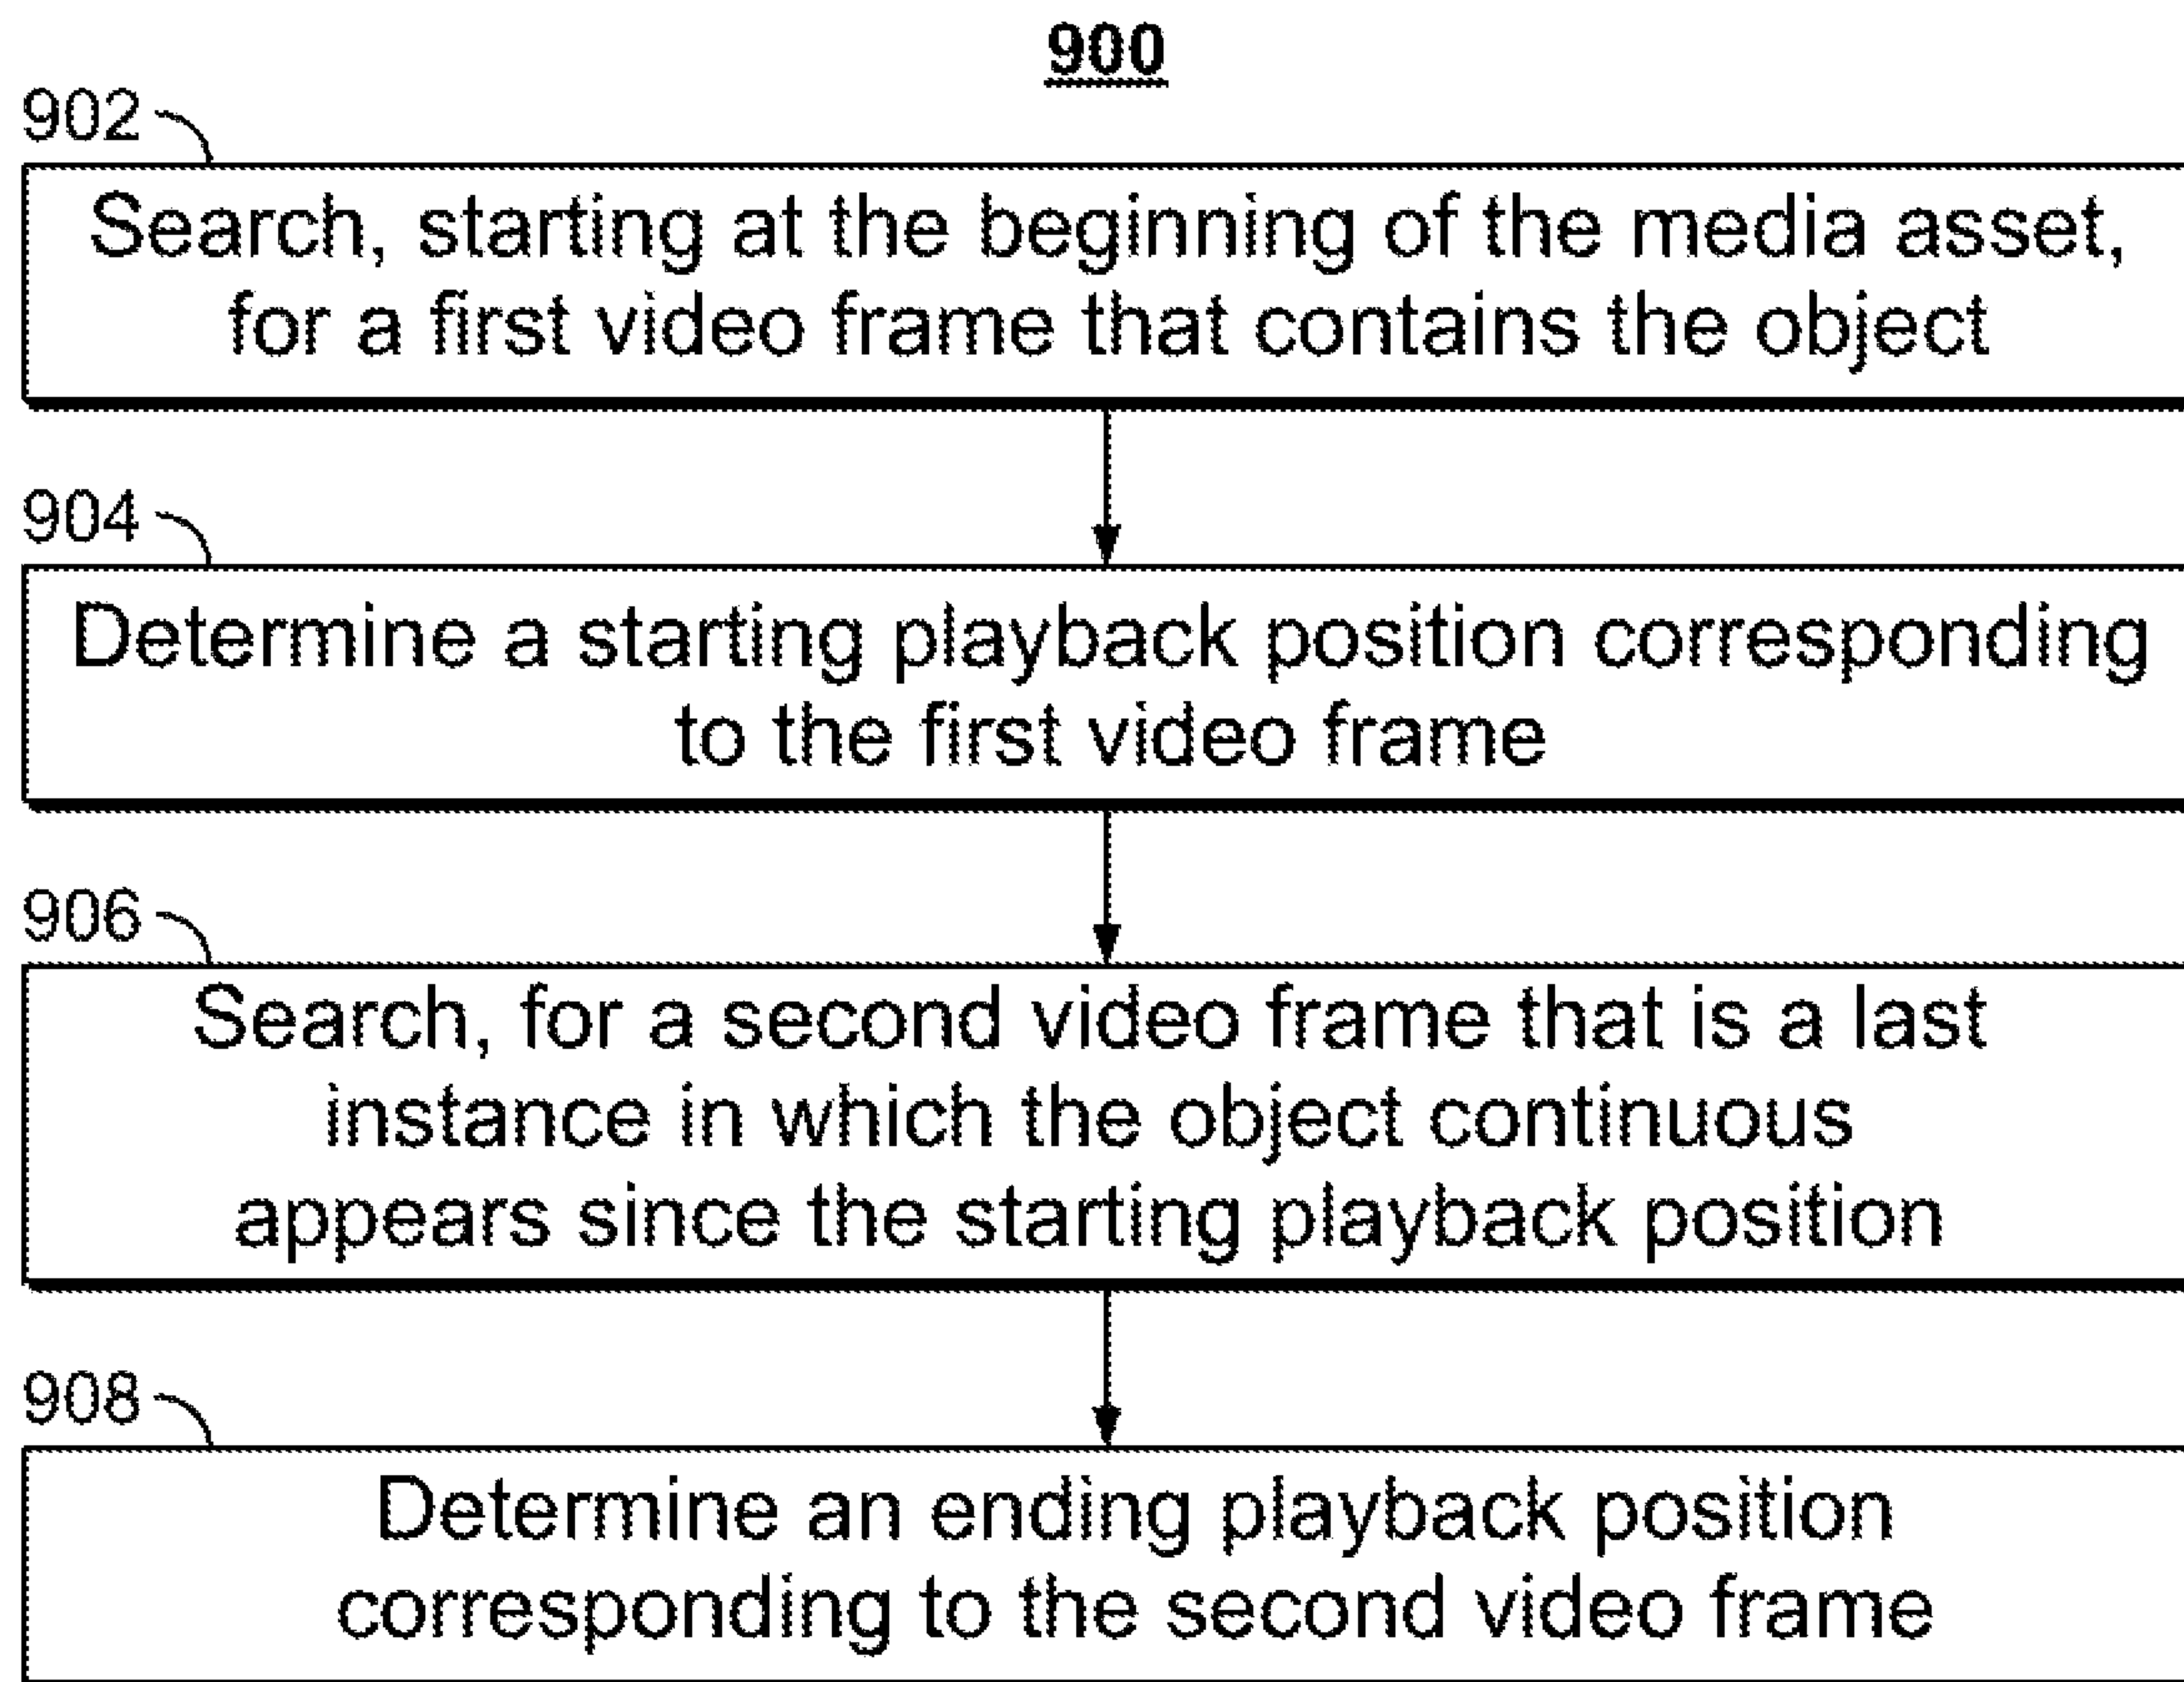 900
902
Search, starting at the beginning of the media asset,
for a first video frame that contains the object
904
Determine a starting playback position corresponding
to the first video frame
906
Search, for a second video frame that is a last
instance in which the object continuous
appears since the starting playback position
908
Determine an ending playback position
corresponding to the second video frame